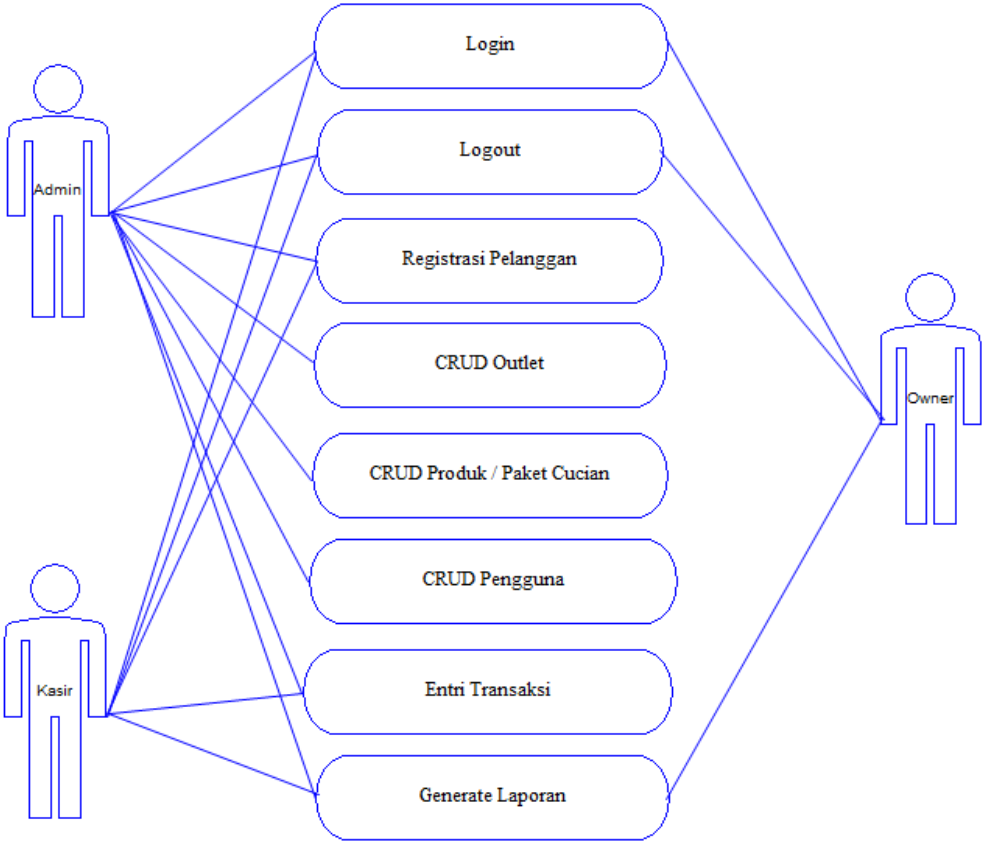 Login
Logout
Admin
Registrasi Pelanggan
CRUD Outlet
Owner
CRUD Produk / Paket Cucian
CRUD Pengguna
Kasir
Entri Transaksi
Generate Laporan